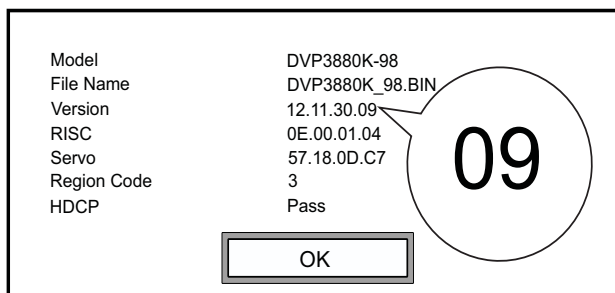 Model DVP3880K-98
File Name DVP3880K_98.BIN
Version 12.11.30.09
RISC 0E.00.01.04
Servo 57.18.0D.C7
Region Code 3
HDCP Pass
09
OK